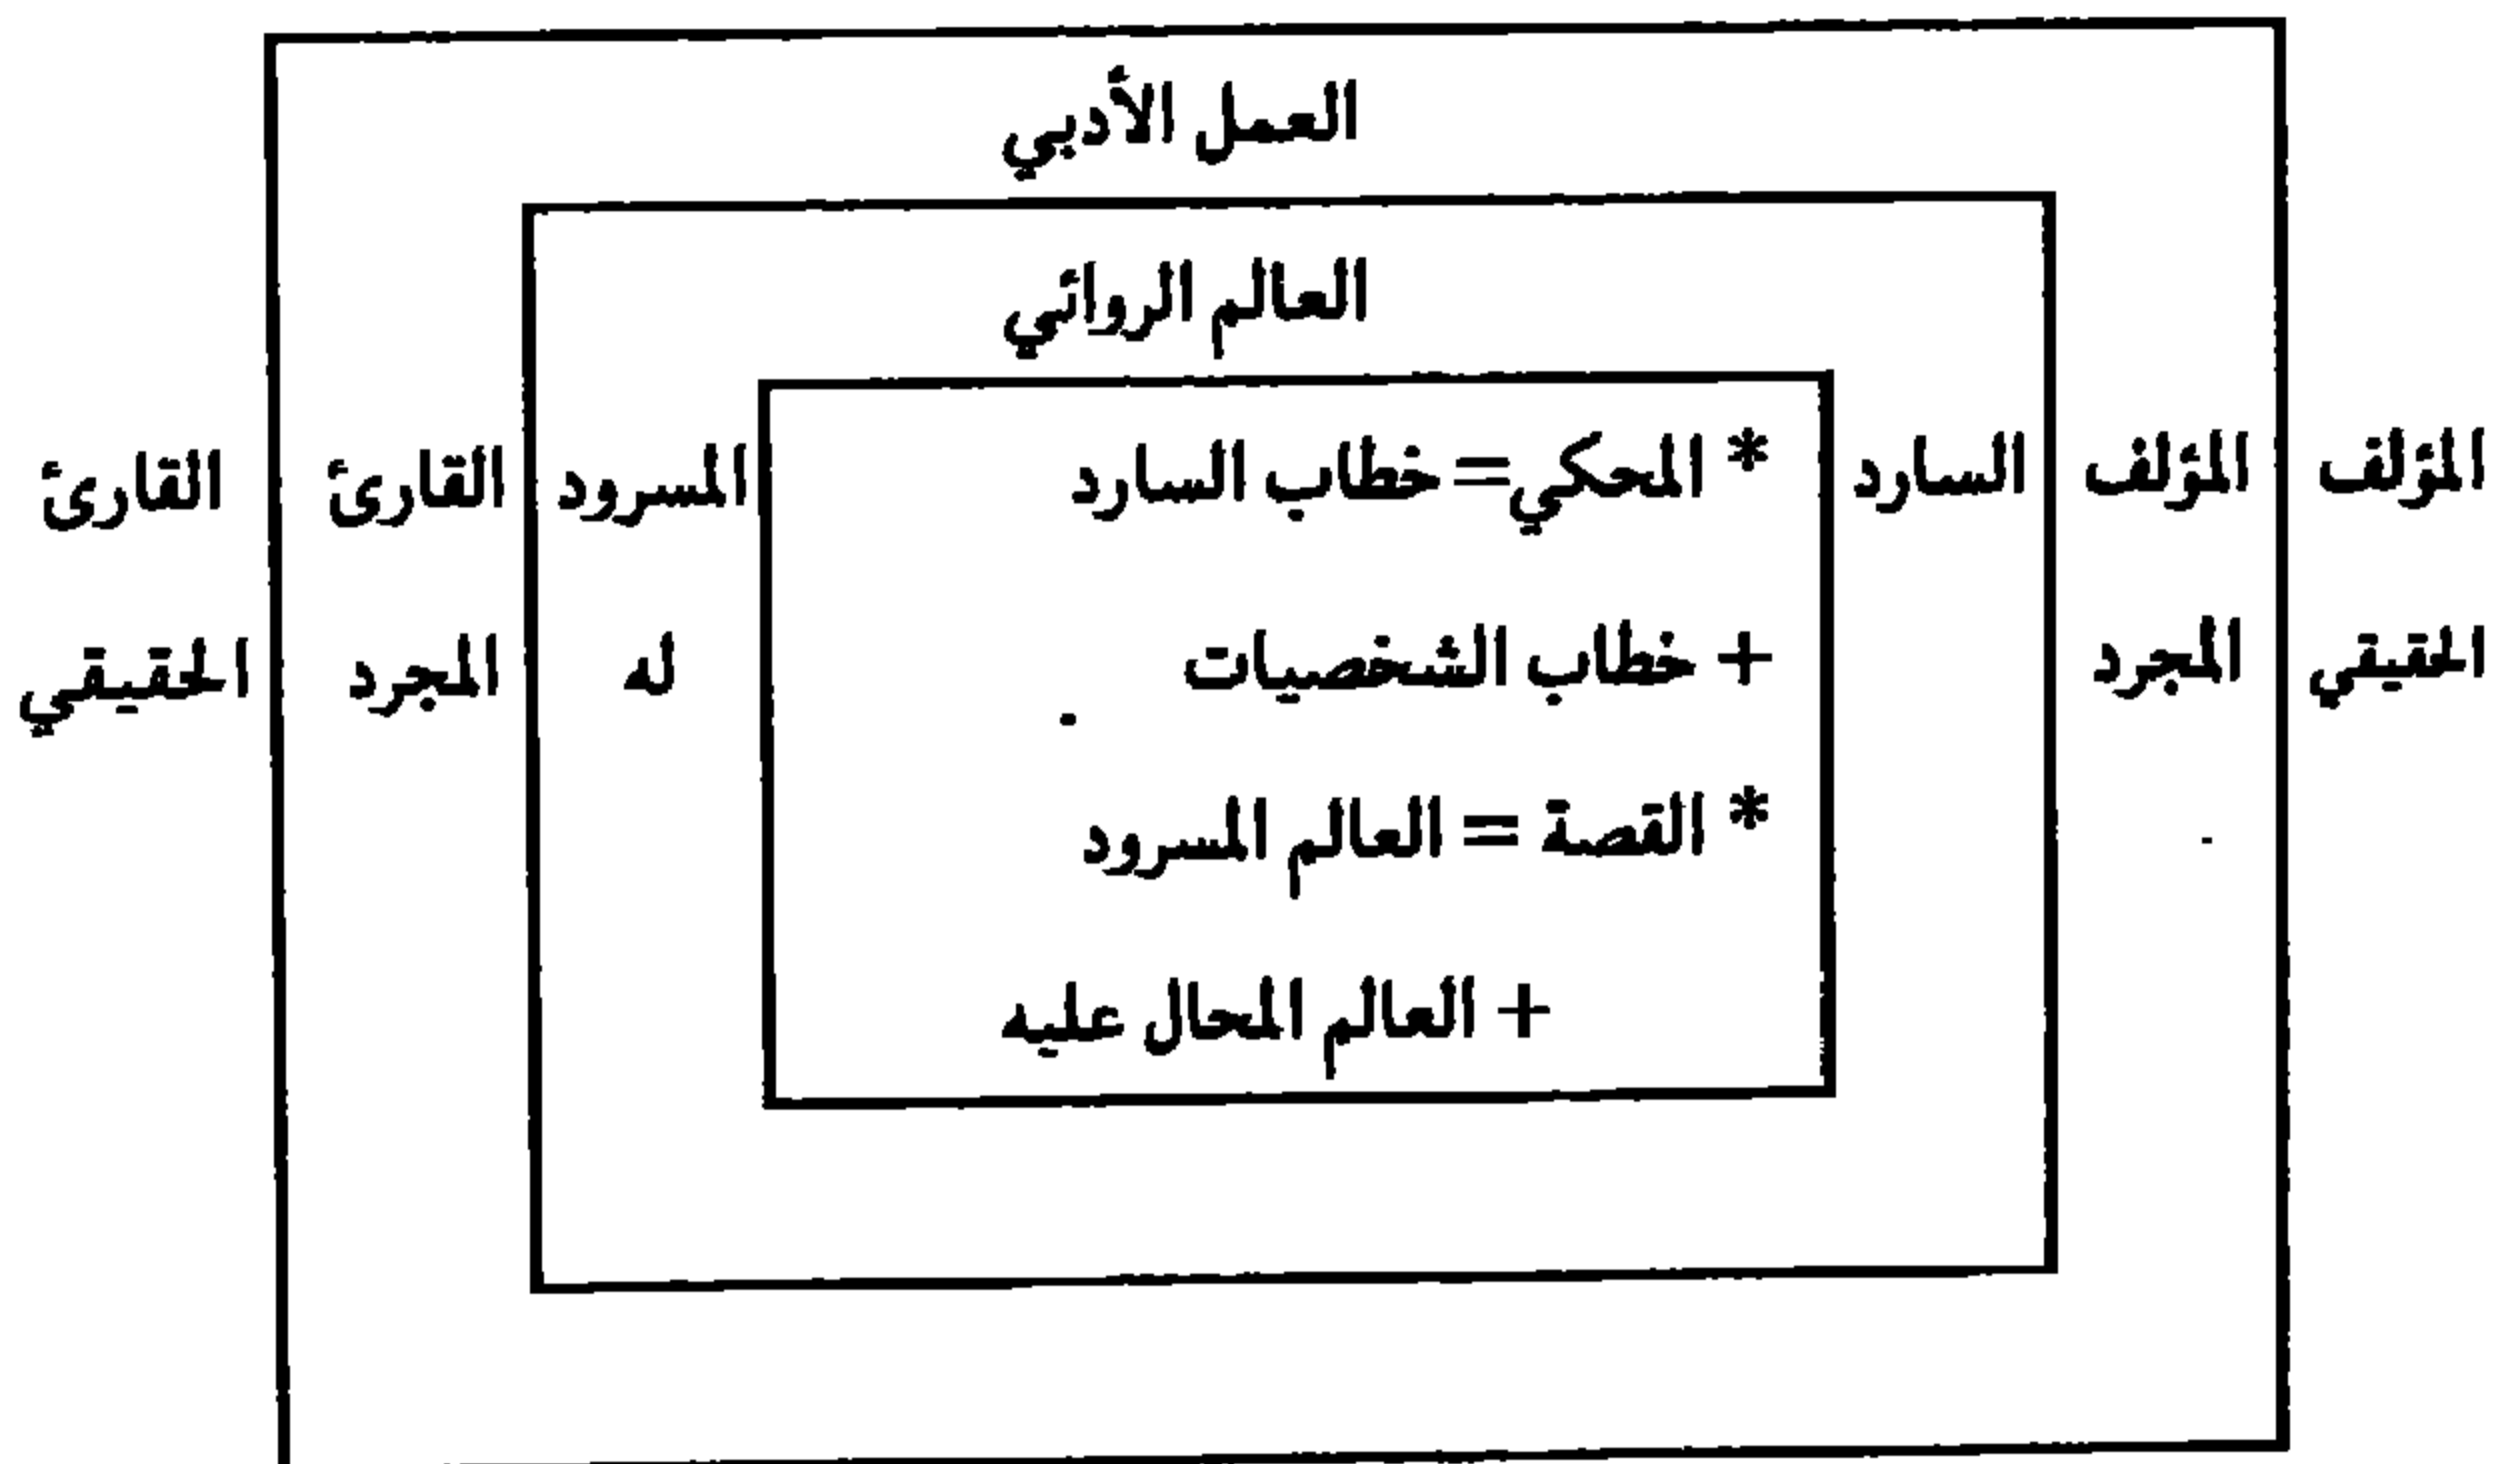 العمل الأدبي
العالم الروائي
المؤلف المؤلف السارد * المحكي= خطاب السارد المسرود القارئ القارئ
المقيقي المجرد + خطاب الشخصيات له المجرد الحقيقي
* القصة = العالم المسرود
+ العالم المحال عليه